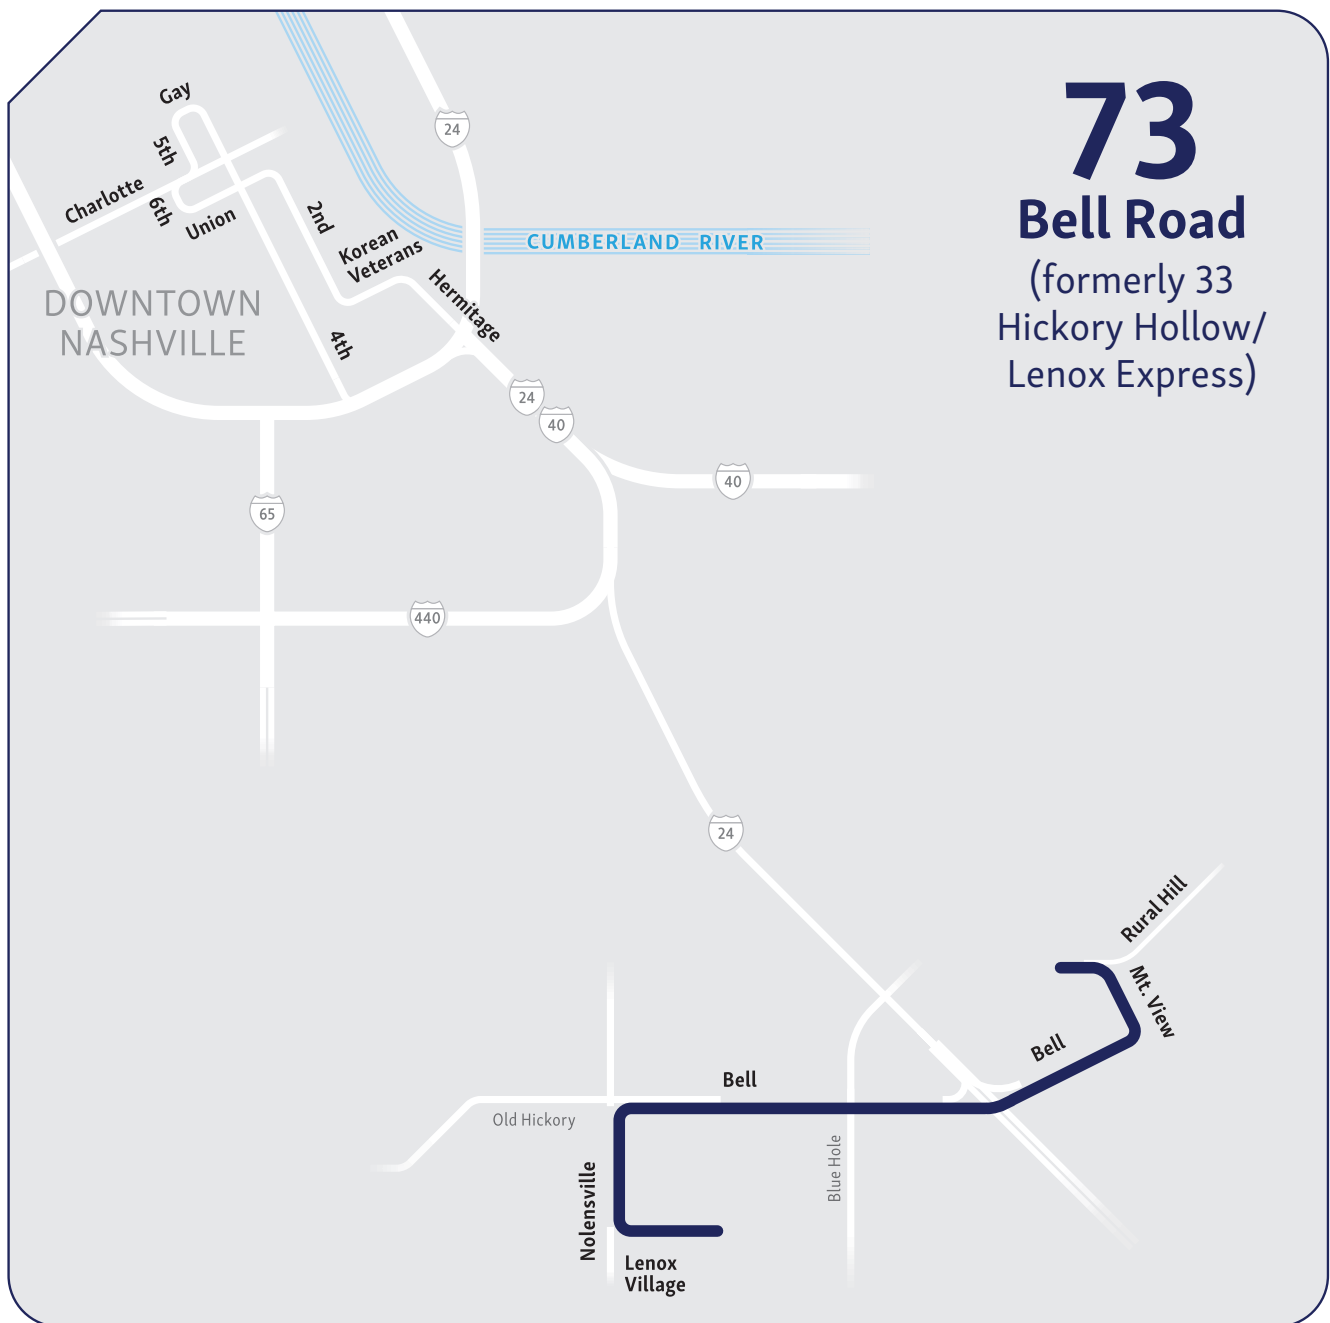 73
Bell Road
(formerly 33
Hickory Hollow/
Lenox Express)
Gay
5th
24
Charlotte
6th
Union
2nd
Korean
Veterans
CUMBERLAND RIVER
Hermitage
DOWNTOWN
NASHVILLE
4th
24
40
40
65
440
24
Rural Hill
Mt. View
Bell
Bell
Old Hickory
Blue Hole
Nolensville
Lenox
Village